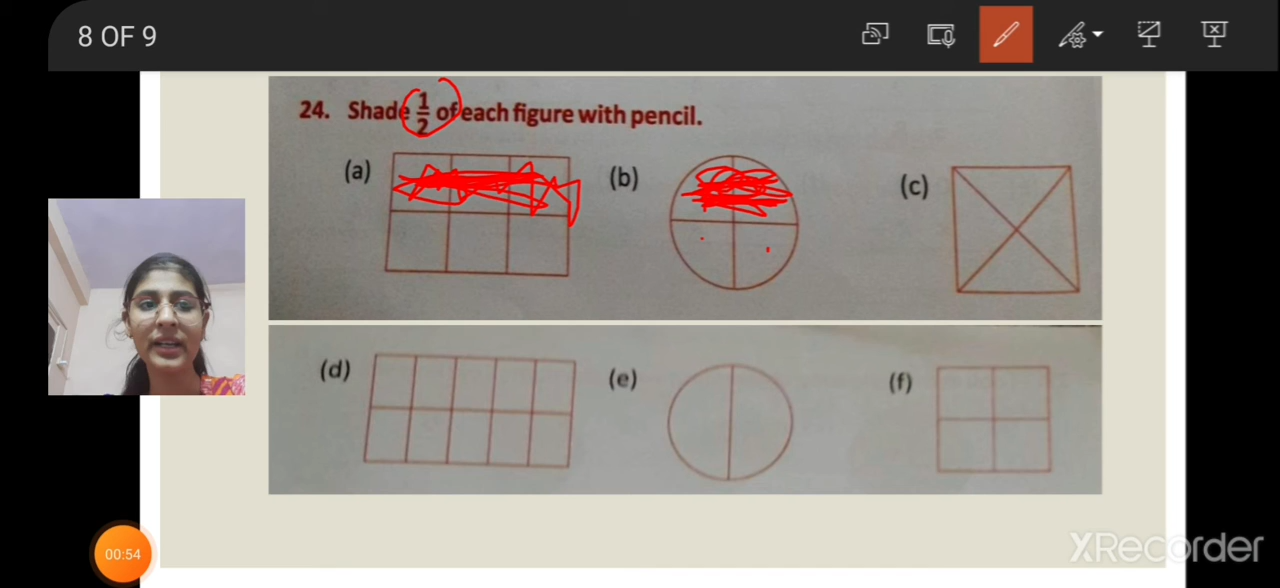 8 OF 9
24. Shade 1/2 of each figure with pencil.
(a)
(b)
(c)
(d)
(e)
(f)
00:54
XRecorder